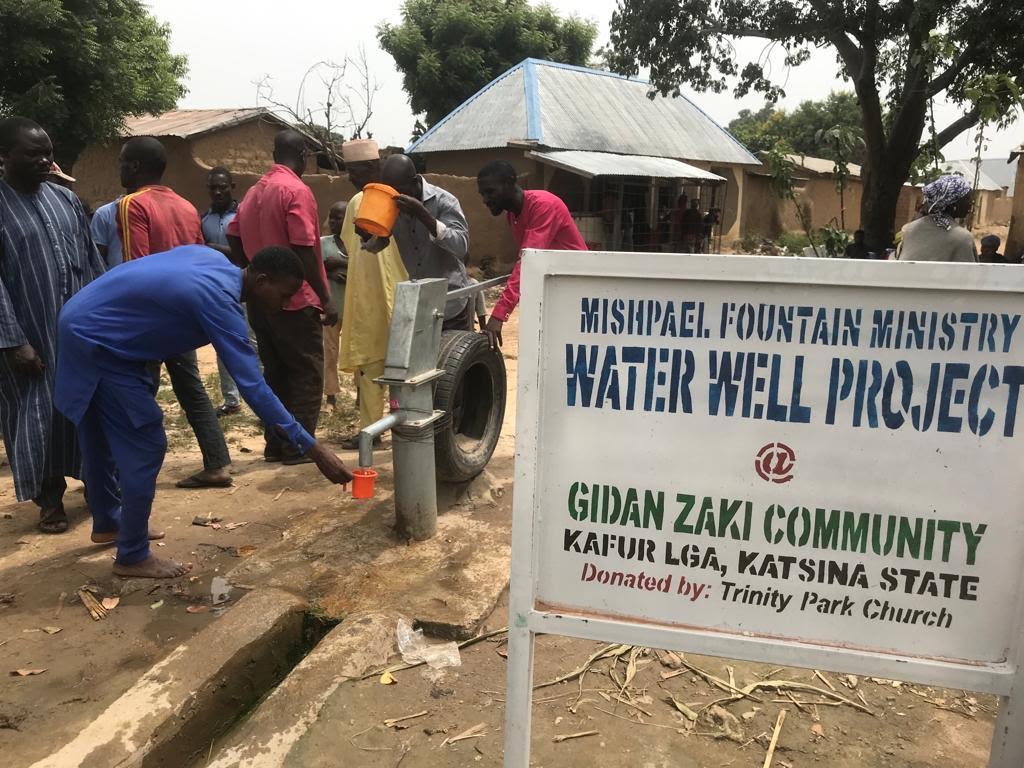 MISHPAEL FOUNTAIN MINISTRY
WATER WELL PROJECT
@
GIDAN ZAKI COMMUNITY
KAFUR LGA, KATSINA STATE
Donated by: Trinity Park Church